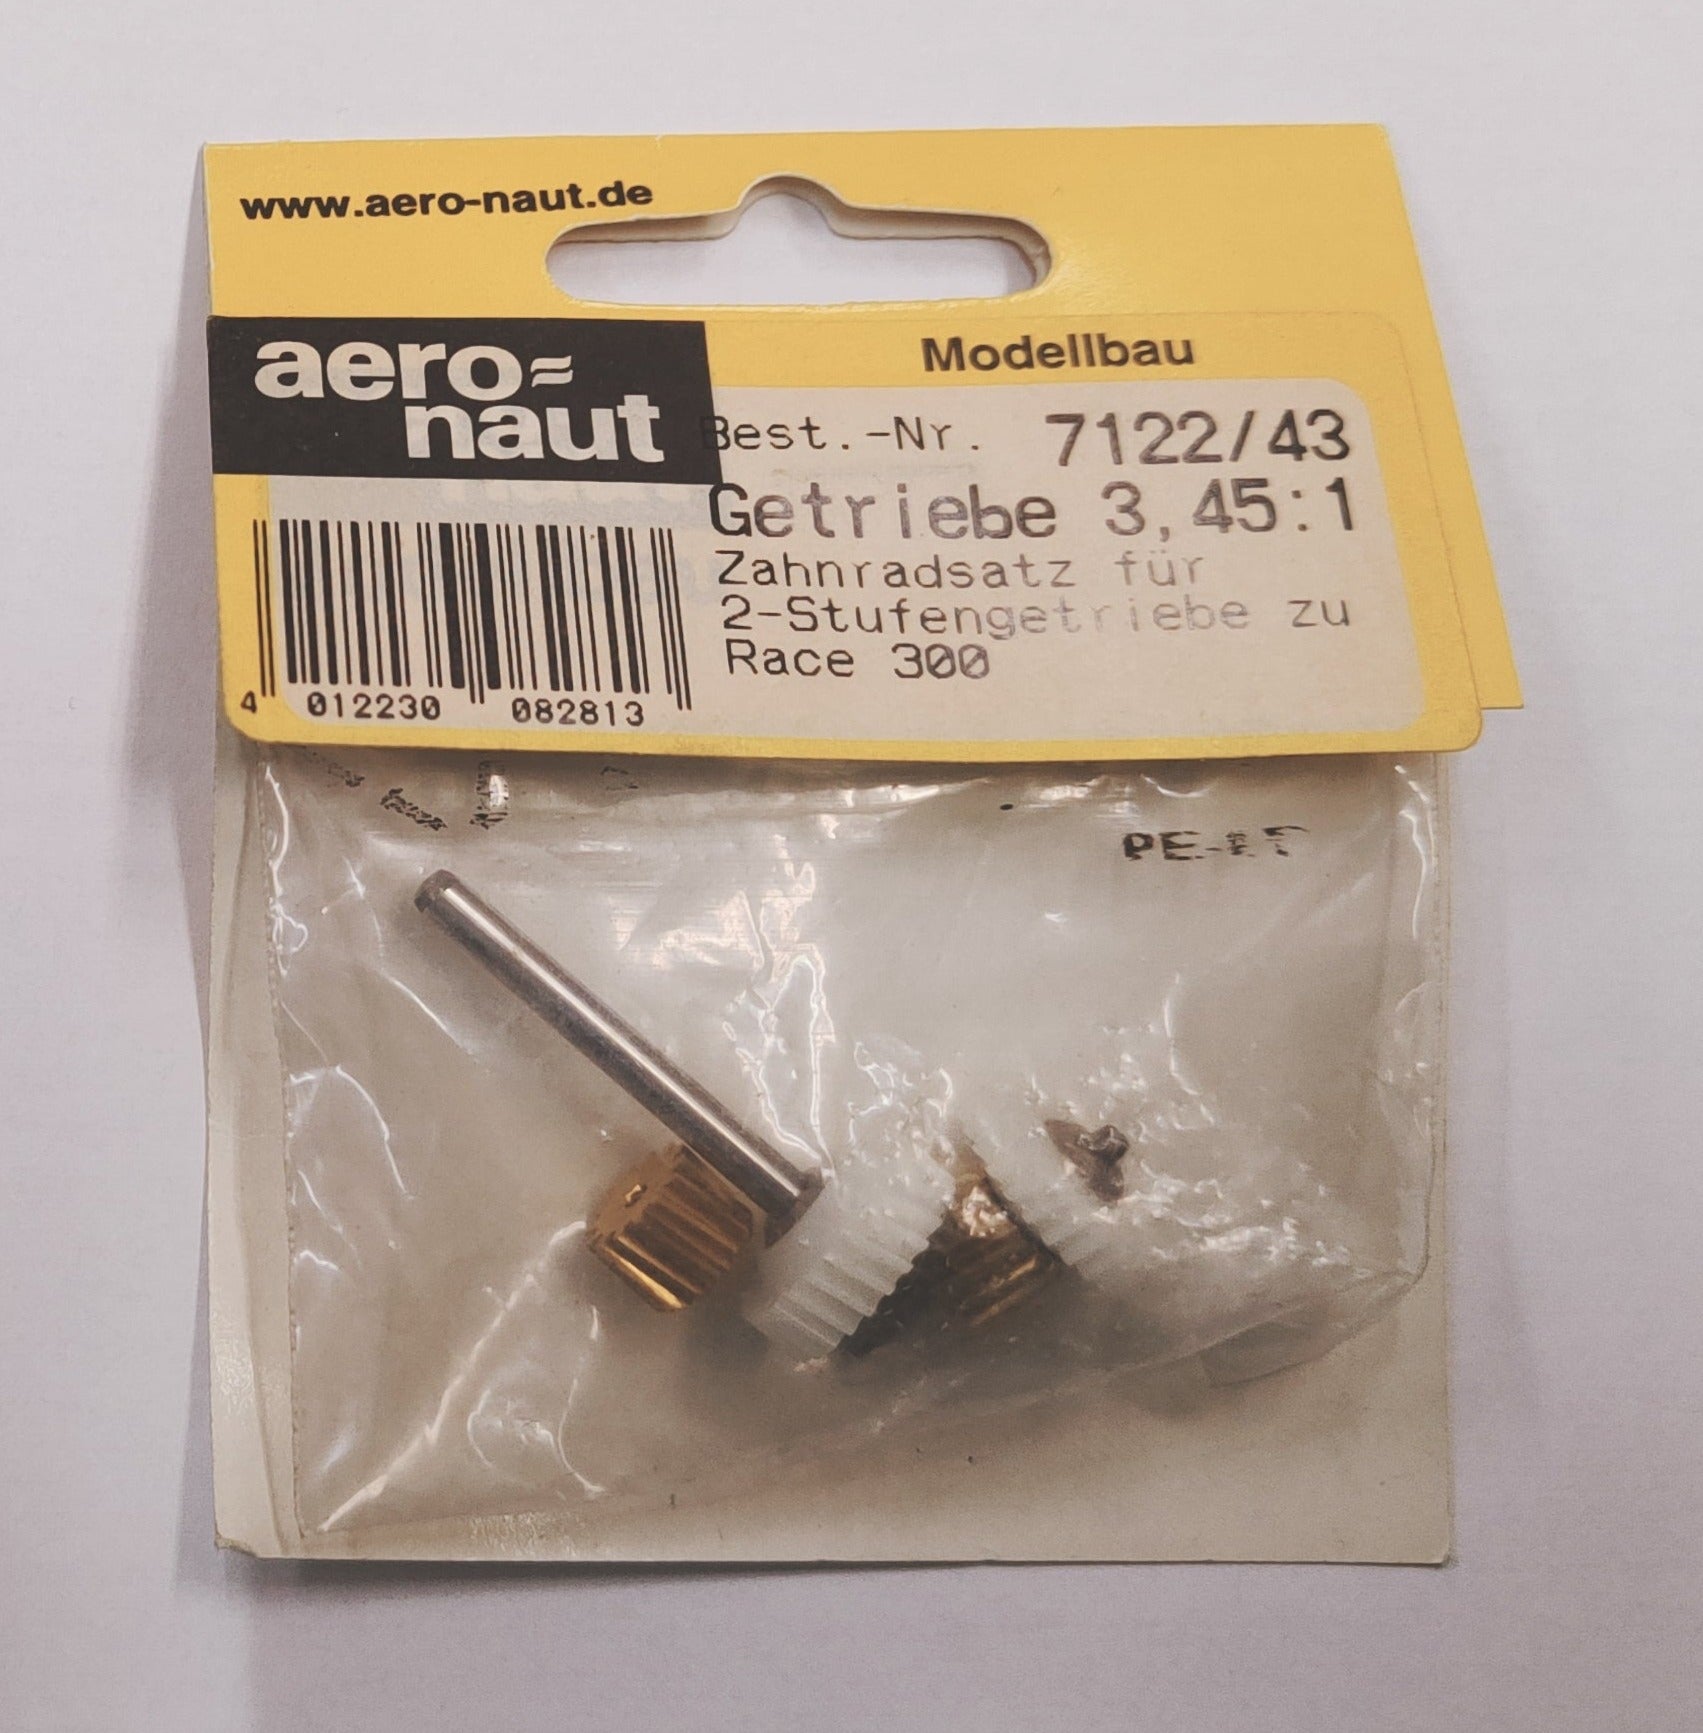 www.aero-naut.de
aero=
naut
Modellbau
Best.-Nr. 7122/43
Getriebe 3,45:1
Zahnradsatz für
2-Stufengetriebe zu
Race 300
4 012230 082813